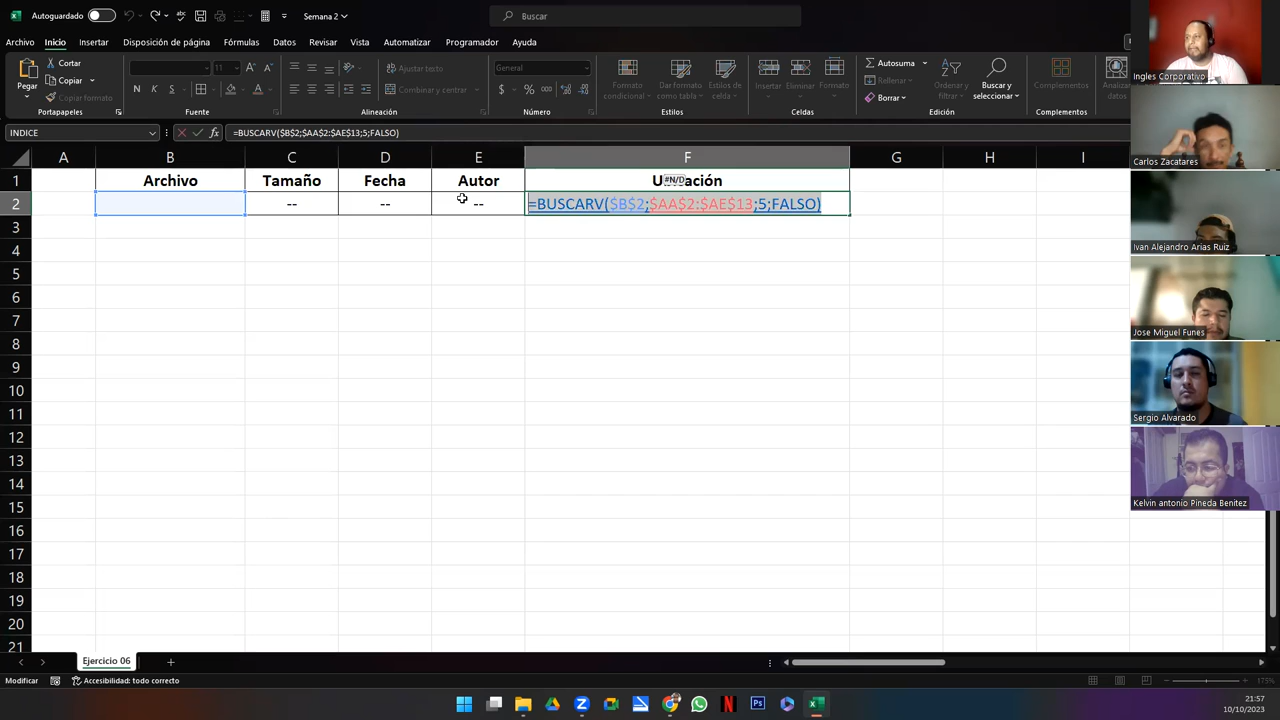 Autoguardado
Semana 2
Buscar
Archivo
Inicio
Insertar
Disposición de página
Fórmulas
Datos
Revisar
Vista
Automatizar
Programador
Ayuda
Pegar
Cortar
Copiar
Copiar formato
Portapapeles
11
N K S
Fuente
Ajustar texto
Combinar y centrar
Alineación
General
% 000
Número
Formato condicional
Dar formato como tabla
Estilos de celda
Estilos
Insertar
Eliminar
Formato
Celdas
Autosuma
Rellenar
Borrar
Ordenar y filtrar
Buscar y seleccionar
Edición
Complementos
Complementos
INDICE
fx
=BUSCARV($B$2;$AA$2:$AE$13;5;FALSO)
A B C D E F G H I
1 Archivo Tamaño Fecha Autor
#N/D
2 -- -- -- =BUSCARV($B$2;$AA$2:$AE$13;5;FALSO)
3
4
5
6
7
8
9
10
11
12
13
14
15
16
17
18
19
20
21
Ingles Corporativo
Carlos Zacatares
Ivan Alejandro Arias Ruiz
Jose Miguel Funes
Sergio Alvarado
Kelvin antonio Pineda Benitez
Ejercicio 06
Modificar
Accesibilidad: todo correcto
175%
21:57
10/10/2023